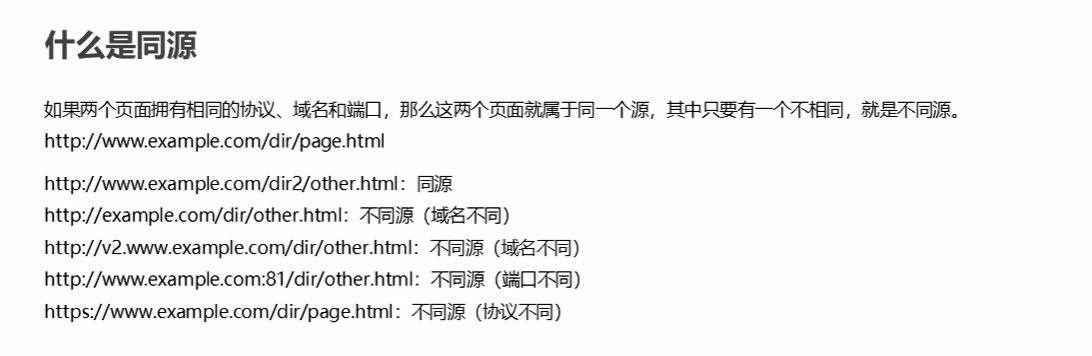 什么是同源
如果两个页面拥有相同的协议、域名和端口，那么这两个页面就属于同一个源，其中只要有一个不相同，就是不同源。
http://www.example.com/dir/page.html
http://www.example.com/dir2/other.html：同源
http://example.com/dir/other.html：不同源（域名不同）
http://v2.www.example.com/dir/other.html：不同源（域名不同）
http://www.example.com:81/dir/other.html：不同源（端口不同）
https://www.example.com/dir/page.html：不同源（协议不同）